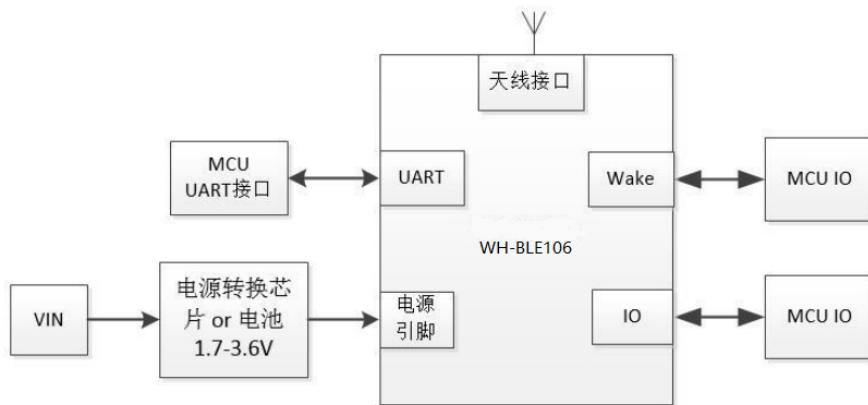 天线接口
MCU
UART接口
UART
Wake
MCU IO
WH-BLE106
VIN
电源转换芯
片 or 电池
1.7-3.6V
电源
引脚
IO
MCU IO